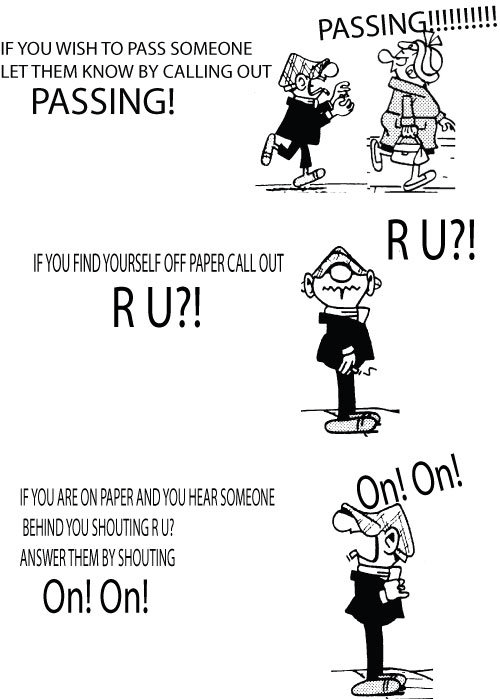 PASSING!!!!!!!!!!
IF YOU WISH TO PASS SOMEONE
LET THEM KNOW BY CALLING OUT
PASSING!
R U?!
IF YOU FIND YOURSELF OFF PAPER CALL OUT
R U?!
On! On!
IF YOU ARE ON PAPER AND YOU HEAR SOMEONE
BEHIND YOU SHOUTING R U?
ANSWER THEM BY SHOUTING
On! On!